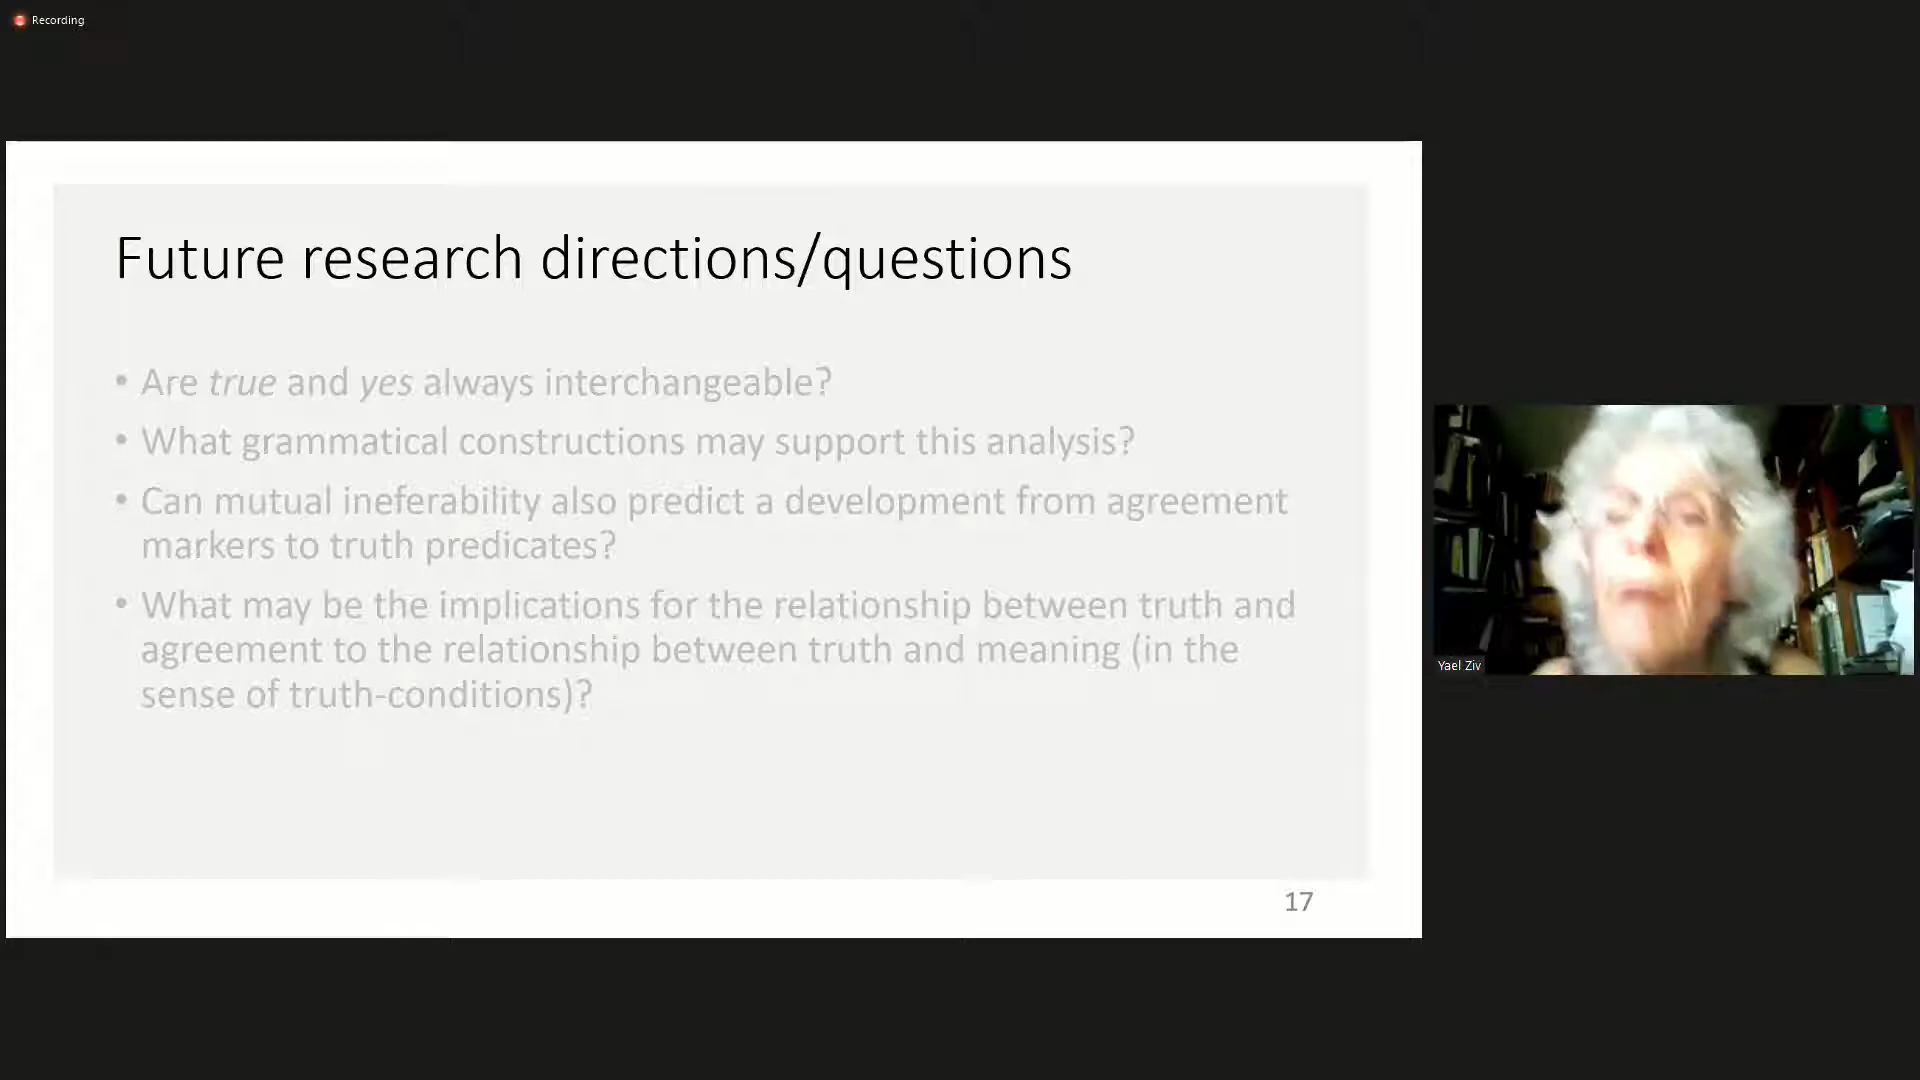 Recording
Future research directions/questions
• Are true and yes always interchangeable?
• What grammatical constructions may support this analysis?
• Can mutual ineferability also predict a development from agreement
markers to truth predicates?
• What may be the implications for the relationship between truth and
agreement to the relationship between truth and meaning (in the
sense of truth-conditions)?
17
Yael Ziv